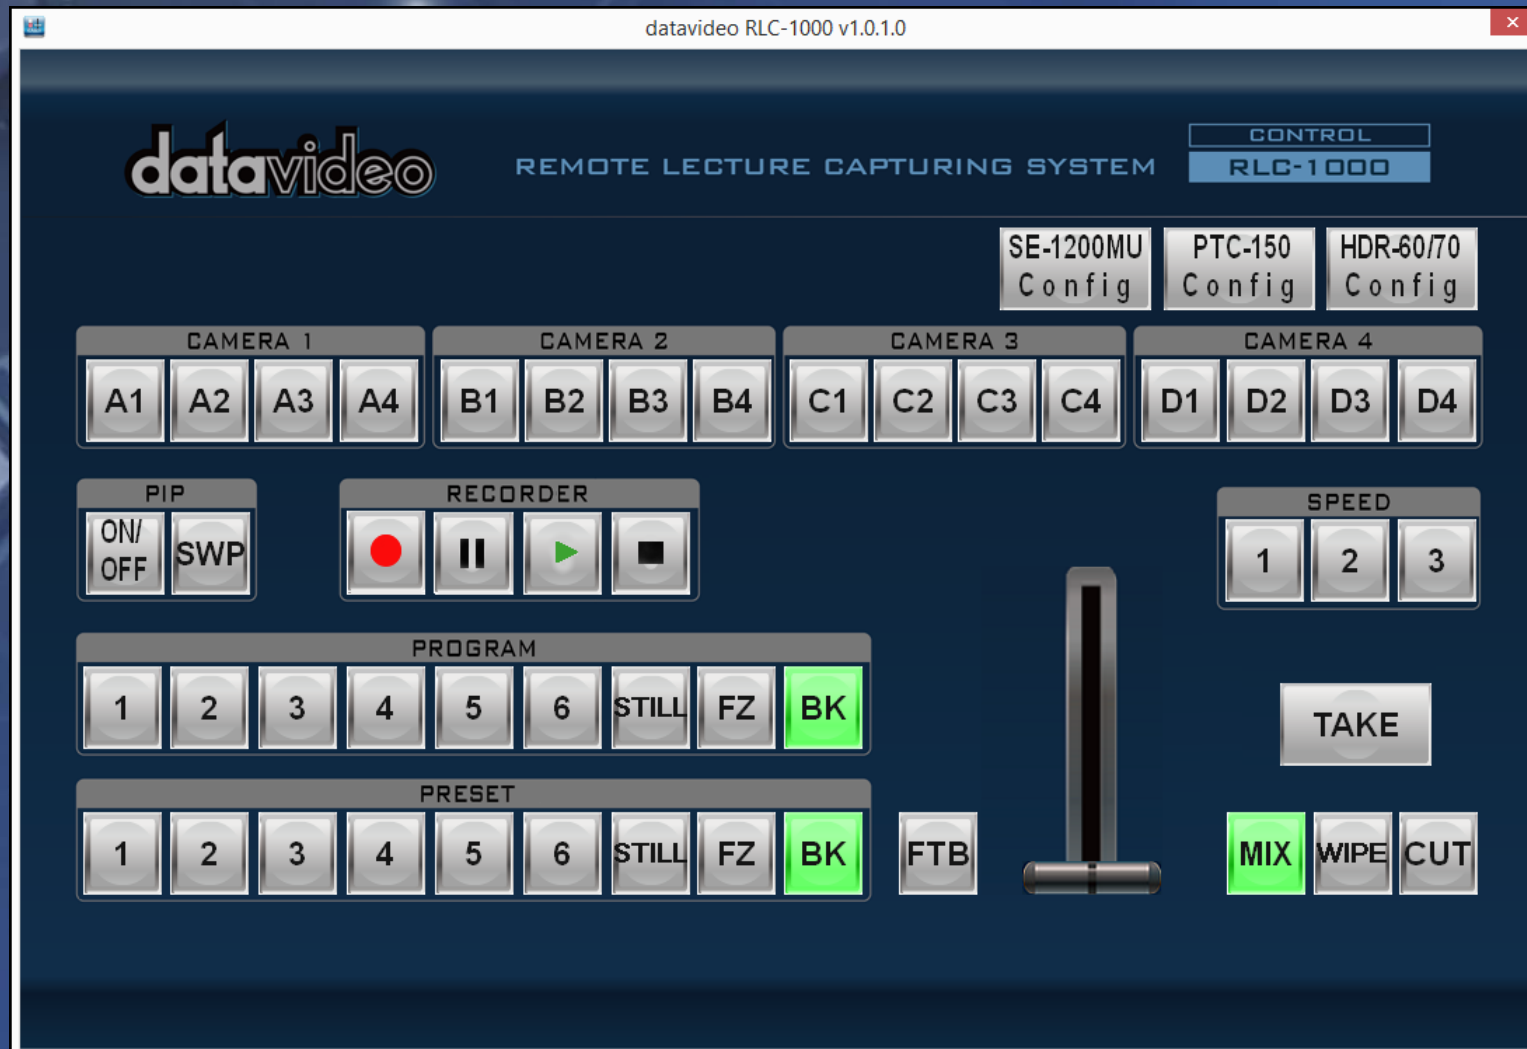 datavideo RLC-1000 v1.0.1.0
datavideo
REMOTE LECTURE CAPTURING SYSTEM
CONTROL
RLC-1000
SE-1200MU
Config
PTC-150
Config
HDR-60/70
Config
CAMERA 1
A1 A2 A3 A4
CAMERA 2
B1 B2 B3 B4
CAMERA 3
C1 C2 C3 C4
CAMERA 4
D1 D2 D3 D4
PIP
ON/
OFF
SWP
RECORDER
SPEED
1 2 3
PROGRAM
1 2 3 4 5 6 STILL FZ BK
TAKE
PRESET
1 2 3 4 5 6 STILL FZ BK
FTB
MIX WIPE CUT